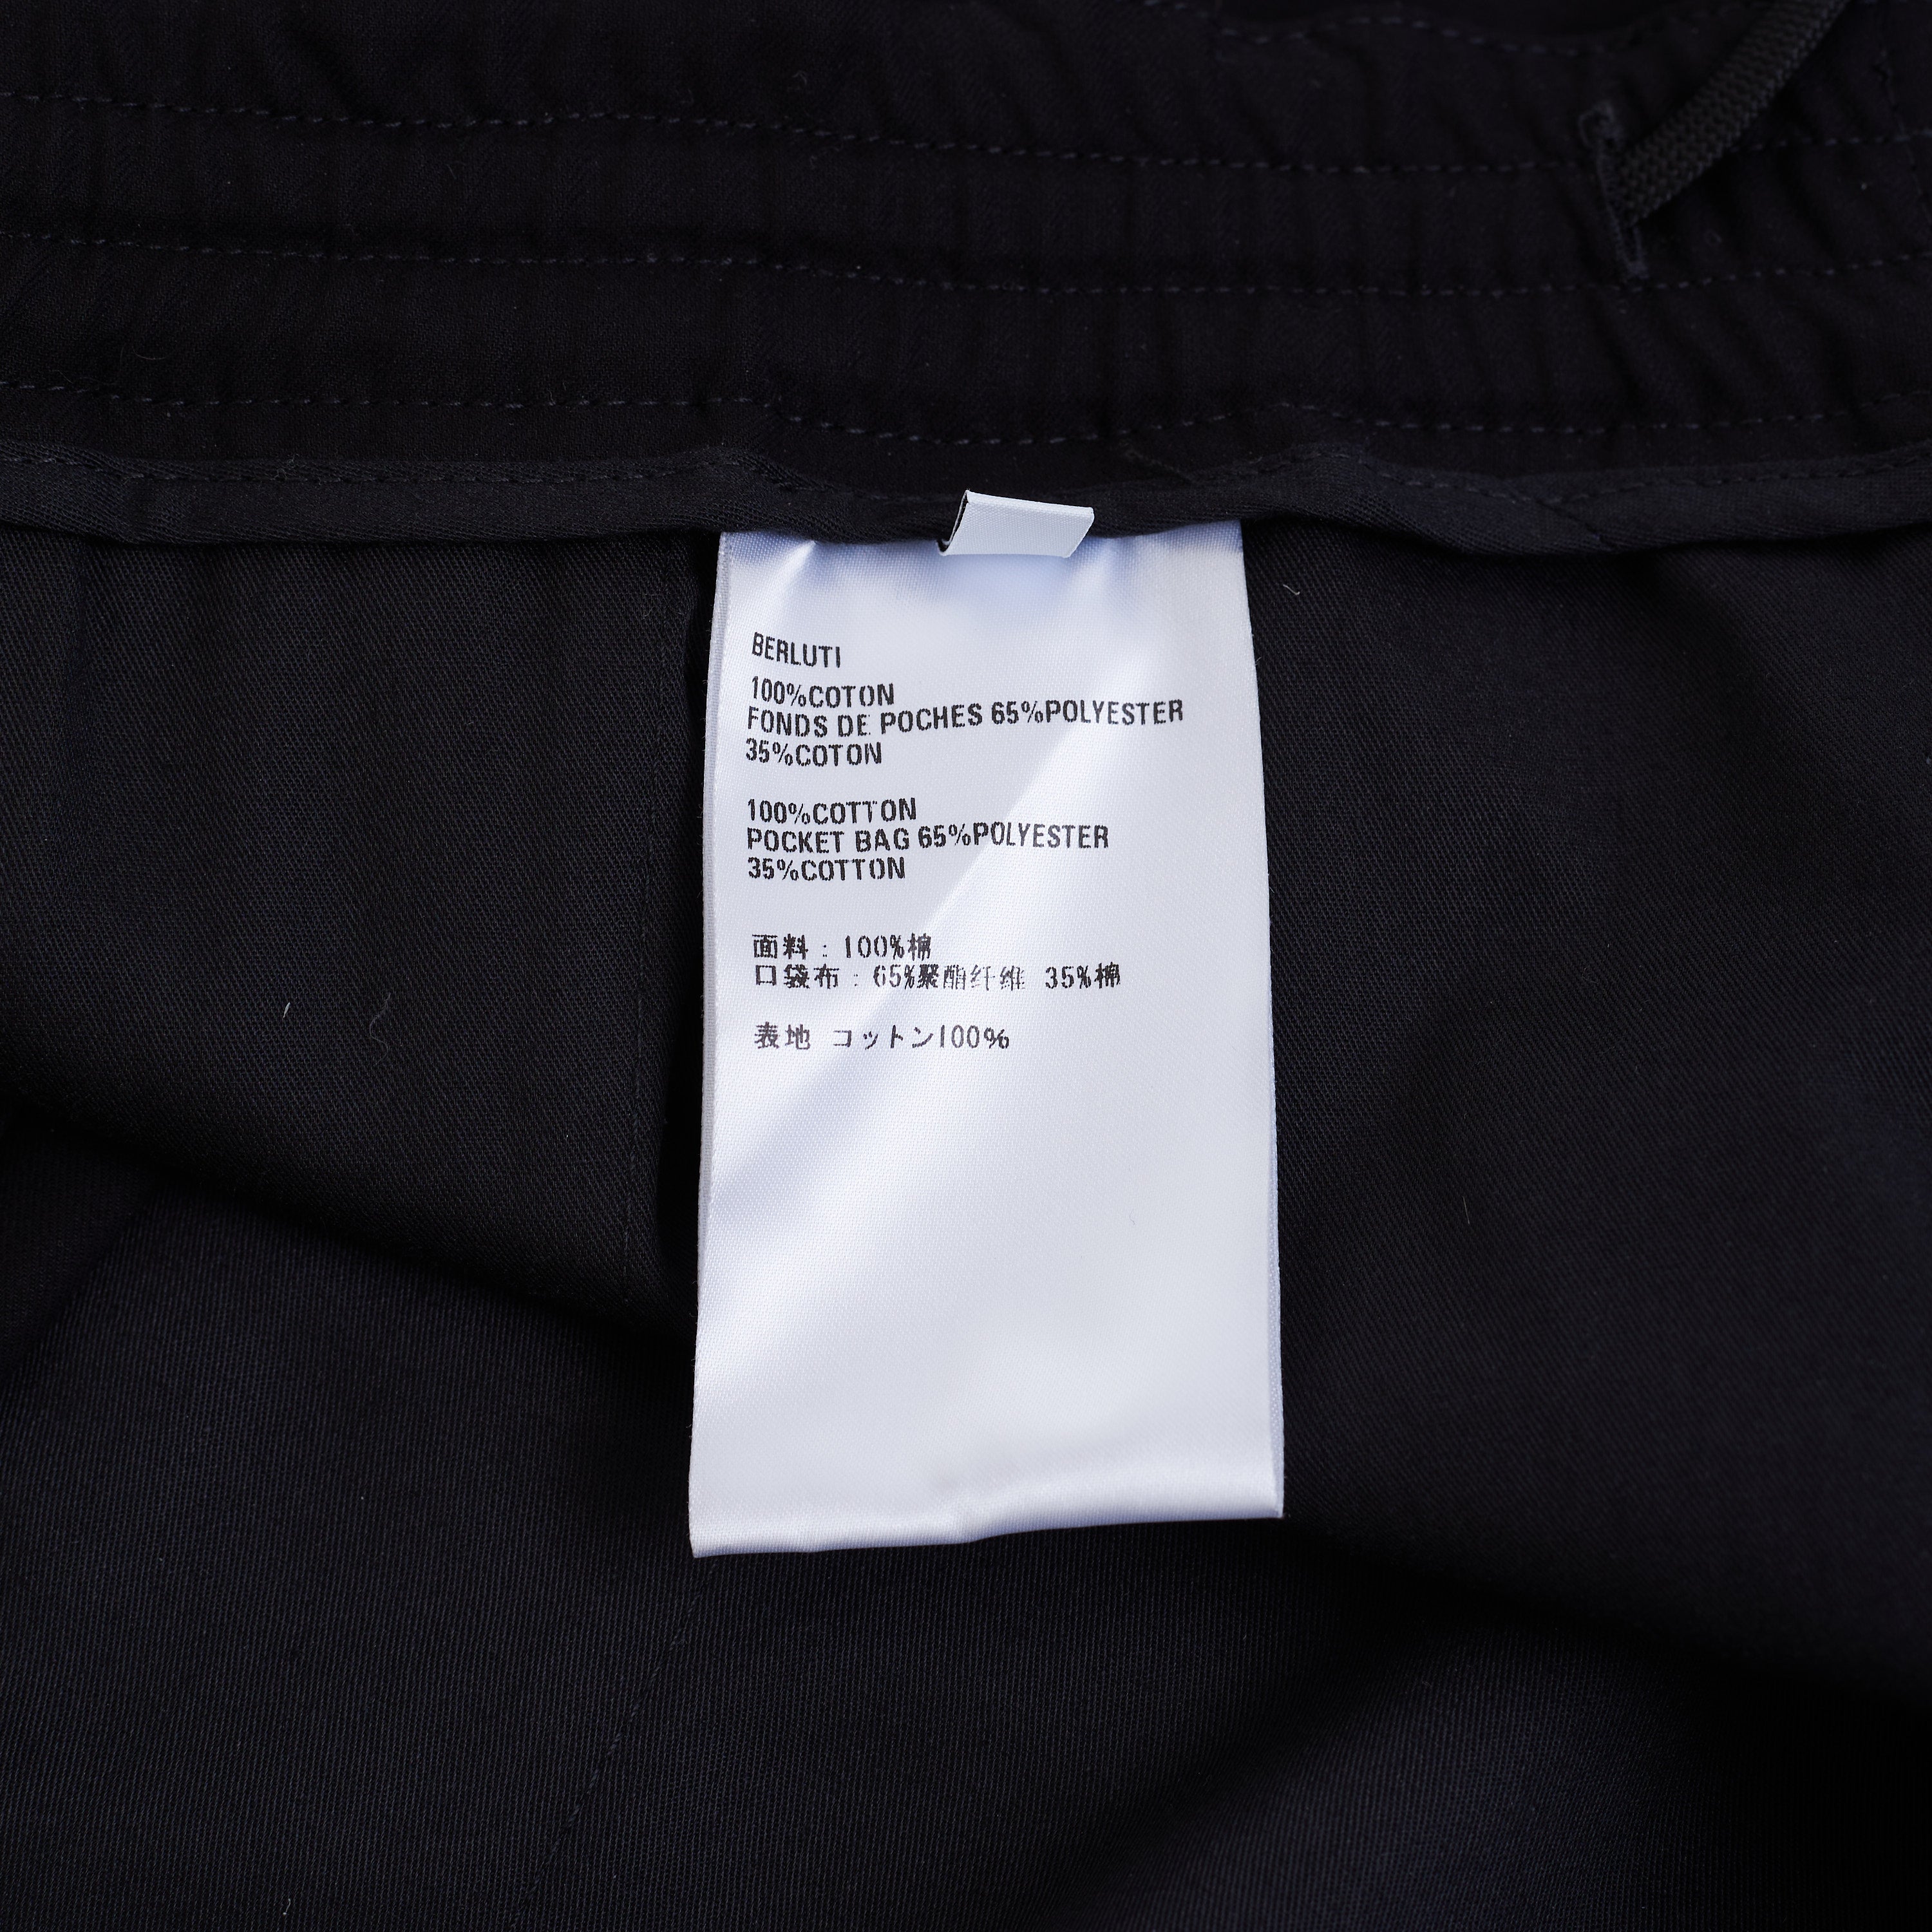 BERLUTI
100%COTON
FONDS DE POCHES 65%POLYESTER
35%COTON
100%COTTON
POCKET BAG 65%POLYESTER
35%COTTON
面料：100%棉
口袋布：65%聚酯纤维 35%棉
表地 コットン100%